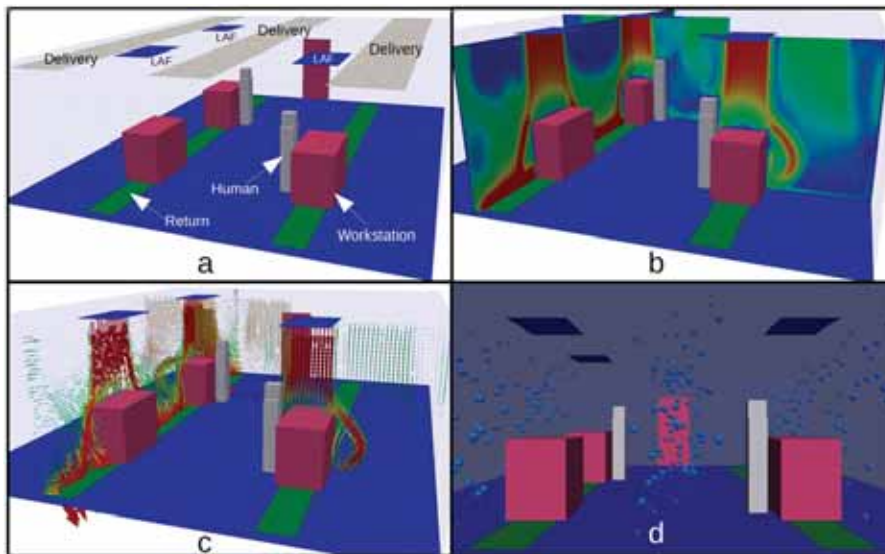 Delivery
LAF
LAF
Delivery
LAF
Delivery
Human
Return
Workstation
a
b
c
d